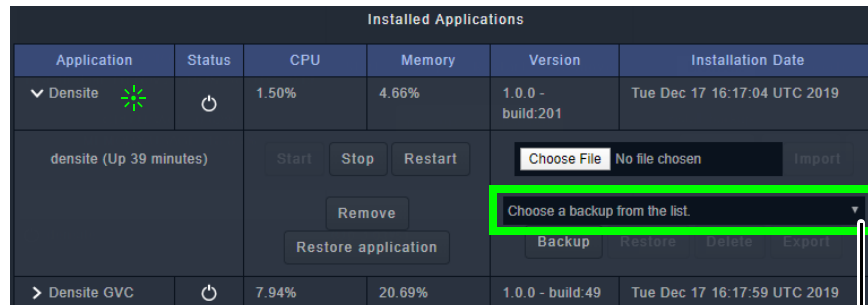 Installed Applications
Application Status CPU Memory Version Installation Date
Densite 1.50% 4.66% 1.0.0 - Tue Dec 17 16:17:04 UTC 2019
build:201
densite (Up 39 minutes) Start Stop Restart Choose File No file chosen Import
Remove Choose a backup from the list.
Restore application Backup Restore Delete Export
Densite GVC 7.94% 20.69% 1.0.0 - build:49 Tue Dec 17 16:17:59 UTC 2019